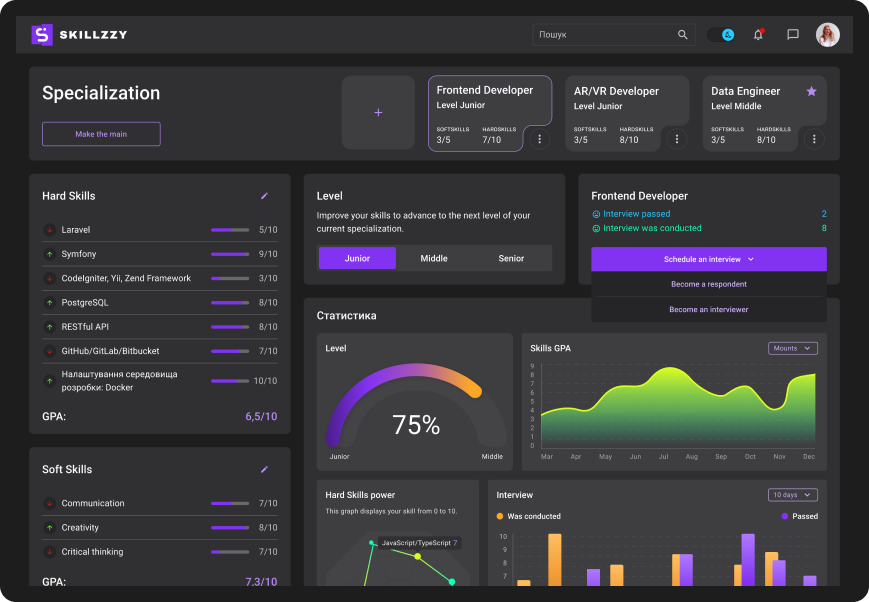 SKILLZZY
Пошук
Specialization
Make the main
+
Frontend Developer
Level Junior
SOFTSKILLS HARDSKILLS
3/5 7/10
AR/VR Developer
Level Junior
SOFTSKILLS HARDSKILLS
3/5 8/10
Data Engineer
Level Middle
SOFTSKILLS HARDSKILLS
3/5 8/10
Hard Skills
Laravel 5/10
Symfony 9/10
CodeIgniter, Yii, Zend Framework 3/10
PostgreSQL 8/10
RESTful API 8/10
GitHub/GitLab/Bitbucket 7/10
Налаштування середовища
розробки: Docker 10/10
GPA: 6,5/10
Soft Skills
Communication 7/10
Creativity 8/10
Critical thinking 7/10
GPA: 7,3/10
Level
Improve your skills to advance to the next level of your
current specialization.
Junior Middle Senior
Frontend Developer
Interview passed 2
Interview was conducted 8
Schedule an interview
Become a respondent
Become an interviewer
Статистика
Level
75%
Junior Middle
Skills GPA
Mounts
9
8
7
6
5
4
3
2
1
0
Mar Apr May Jun Jul Aug Sep Oct Nov Dec
Hard Skills power
This graph displays your skill from 0 to 10.
JavaScript/TypeScript 7
Interview
10 days
Was conducted Passed
10
9
8
7